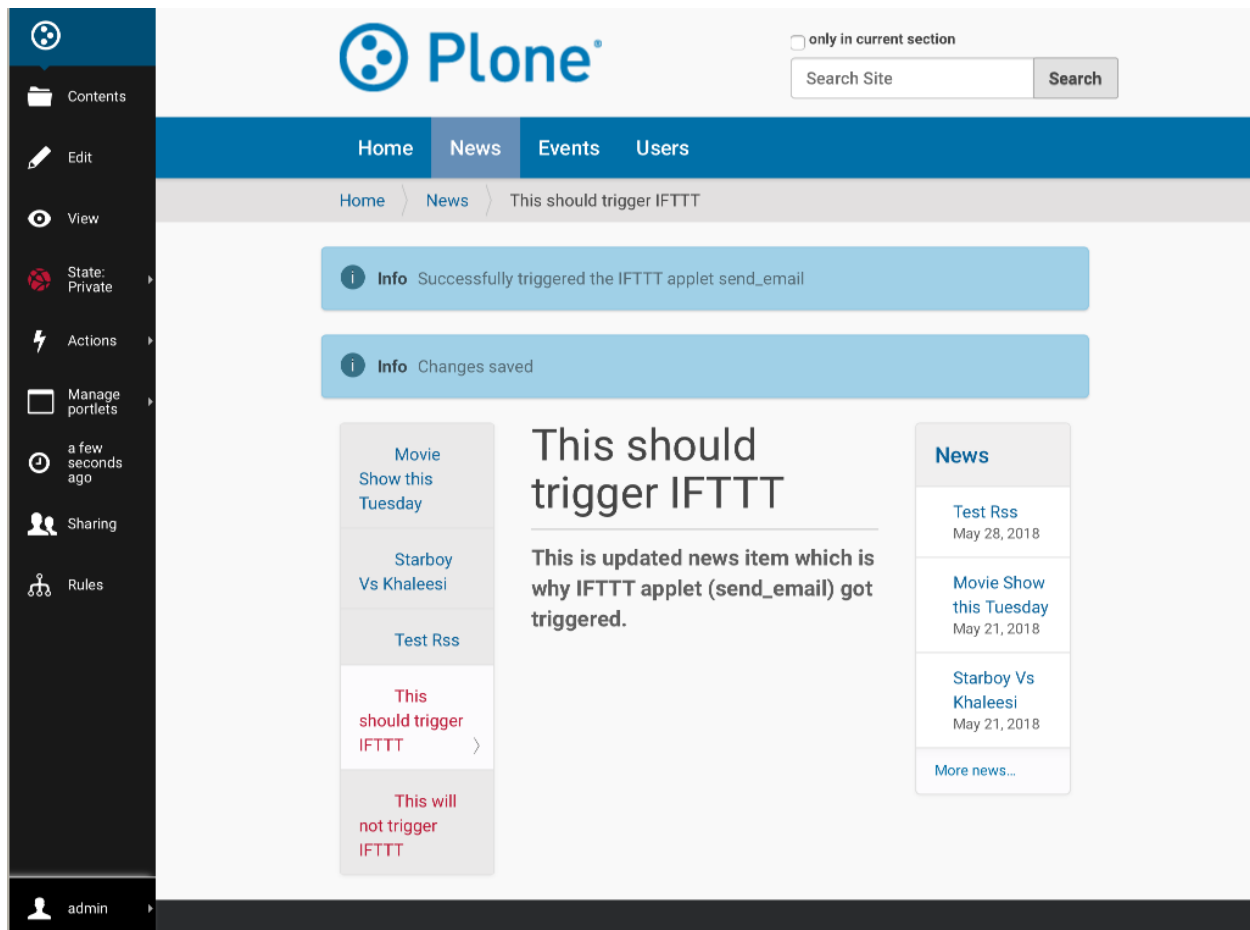 Contents
Edit
View
State:
Private
Actions
Manage
portlets
a few
seconds
ago
Sharing
Rules
admin
Plone®
only in current section
Search Site
Search
Home
News
Events
Users
Home
News
This should trigger IFTTT
i Info Successfully triggered the IFTTT applet send_email
i Info Changes saved
Movie
Show this
Tuesday
Starboy
Vs Khaleesi
Test Rss
This
should trigger
IFTTT
This will
not trigger
IFTTT
This should
trigger IFTTT
This is updated news item which is
why IFTTT applet (send_email) got
triggered.
News
Test Rss
May 28, 2018
Movie Show
this Tuesday
May 21, 2018
Starboy Vs
Khaleesi
May 21, 2018
More news…